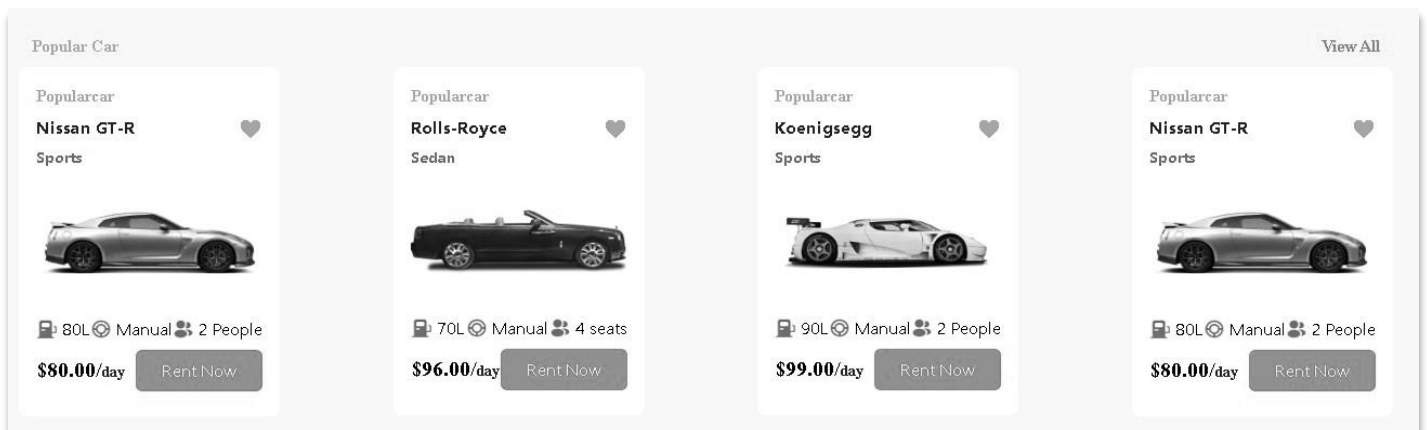 Popular Car
View All
Popularcar
Nissan GT-R
Sports
80L Manual 2 People
$80.00/day
Rent Now
Popularcar
Rolls-Royce
Sedan
70L Manual 4 seats
$96.00/day
Rent Now
Popularcar
Koenigsegg
Sports
90L Manual 2 People
$99.00/day
Rent Now
Popularcar
Nissan GT-R
Sports
80L Manual 2 People
$80.00/day
Rent Now